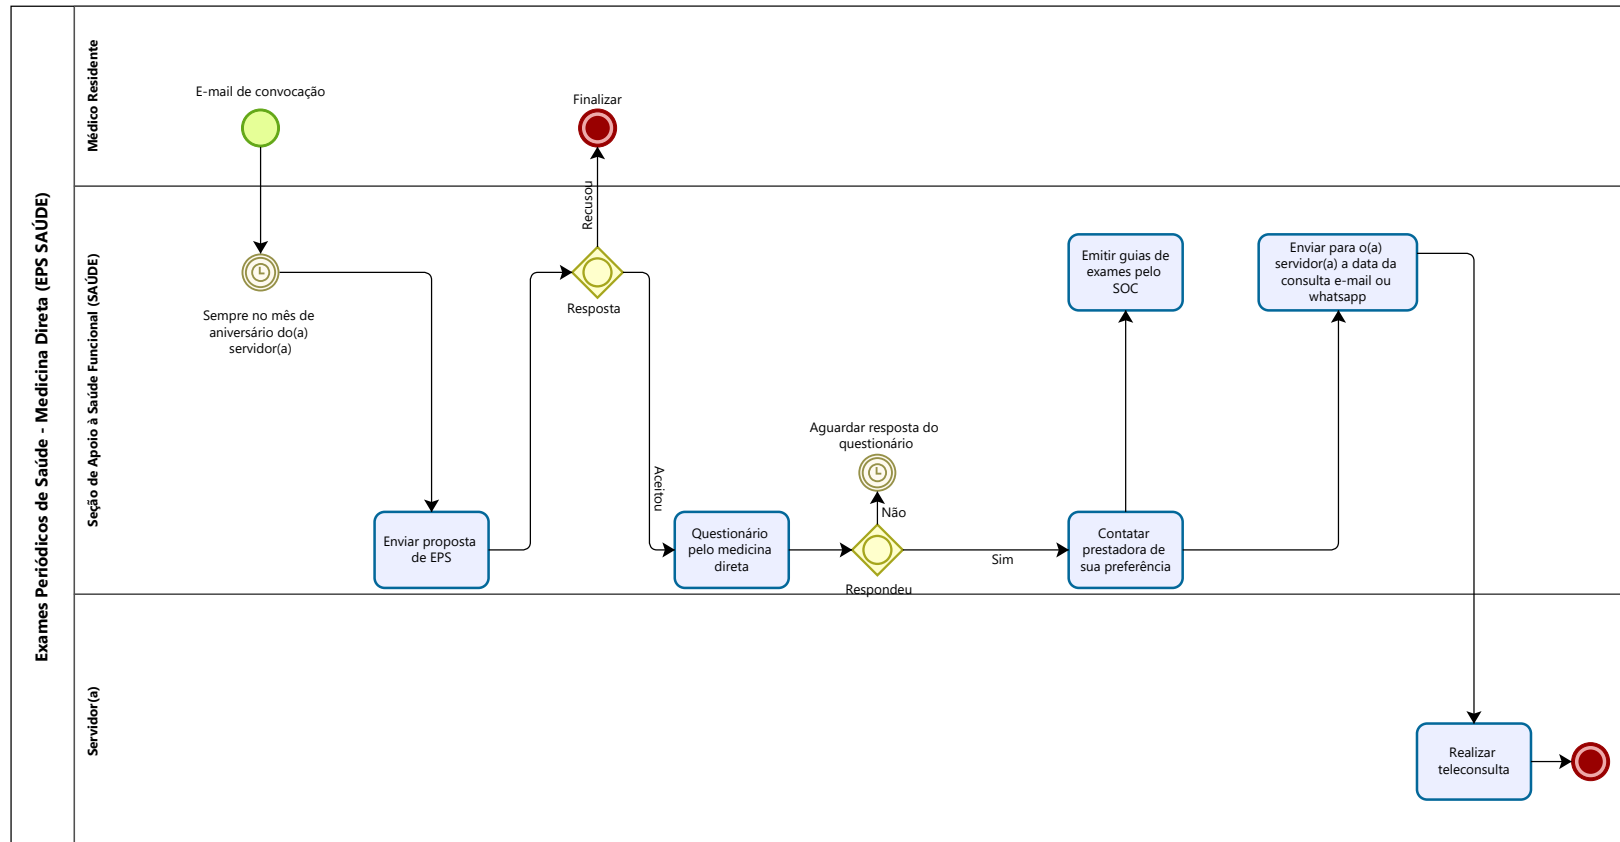 Exames Periódicos de Saúde - Medicina Direta (EPS SAÚDE)
Médico Residente
E-mail de convocação
Finalizar
Seção de Apoio à Saúde Funcional (SAÚDE)
Sempre no mês de
aniversário do(a)
servidor(a)
Recusou
Resposta
Aceitou
Enviar proposta
de EPS
Questionário
pelo medicina
direta
Aguardar resposta do
questionário
Não
Respondeu
Sim
Emitir guias de
exames pelo
SOC
Contatar
prestadora de
sua preferência
Enviar para o(a)
servidor(a) a data da
consulta e-mail ou
whatsapp
Servidor(a)
Realizar
teleconsulta